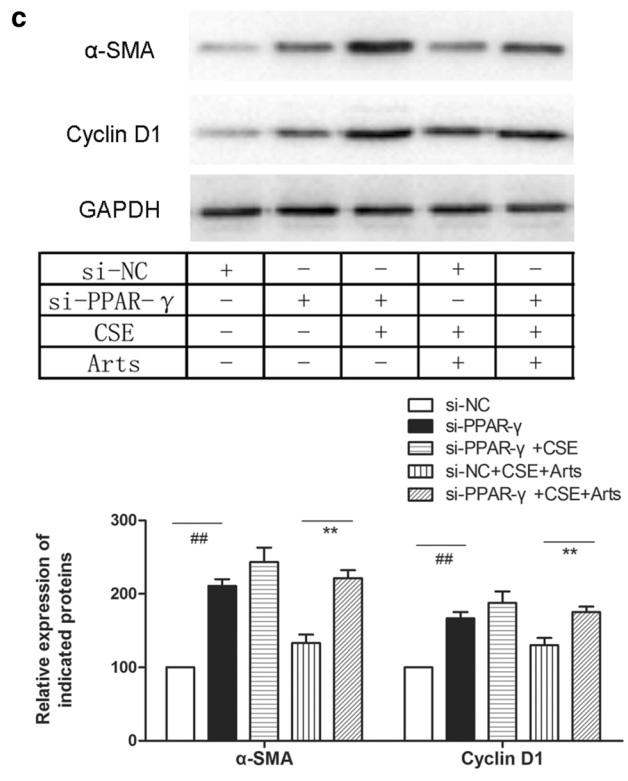 c
α-SMA
Cyclin D1
GAPDH
si-NC + − − + −
si-PPAR-γ − + + − +
CSE − − + + +
Arts − − − + +
si-NC
si-PPAR-γ
si-PPAR-γ +CSE
si-NC+CSE+Arts
si-PPAR-γ +CSE+Arts
Relative expression of
indicated proteins
300
200
100
0
##
**
##
**
α-SMA
Cyclin D1